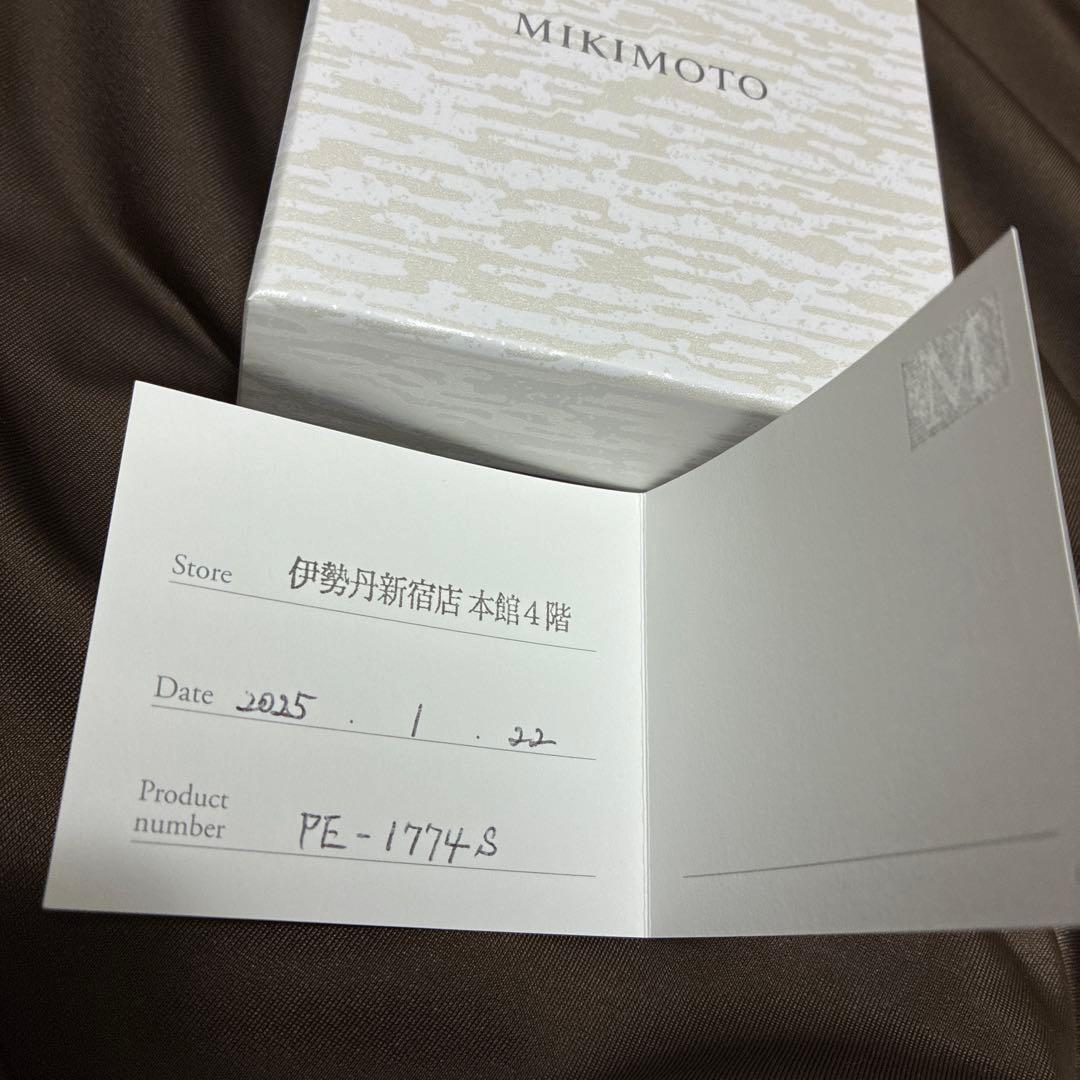 MIKIMOTO
Store 伊勢丹新宿店 本館4階
Date 2025 . 1 . 22
Product
number PE-1774S
M